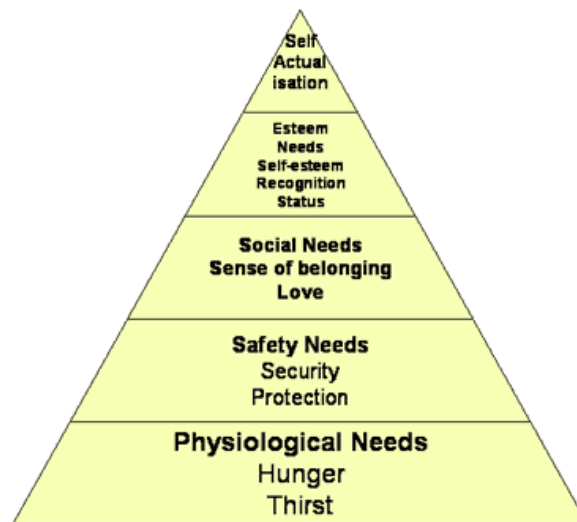 Self
Actual
isation
Esteem
Needs
Self-esteem
Recognition
Status
Social Needs
Sense of belonging
Love
Safety Needs
Security
Protection
Physiological Needs
Hunger
Thirst